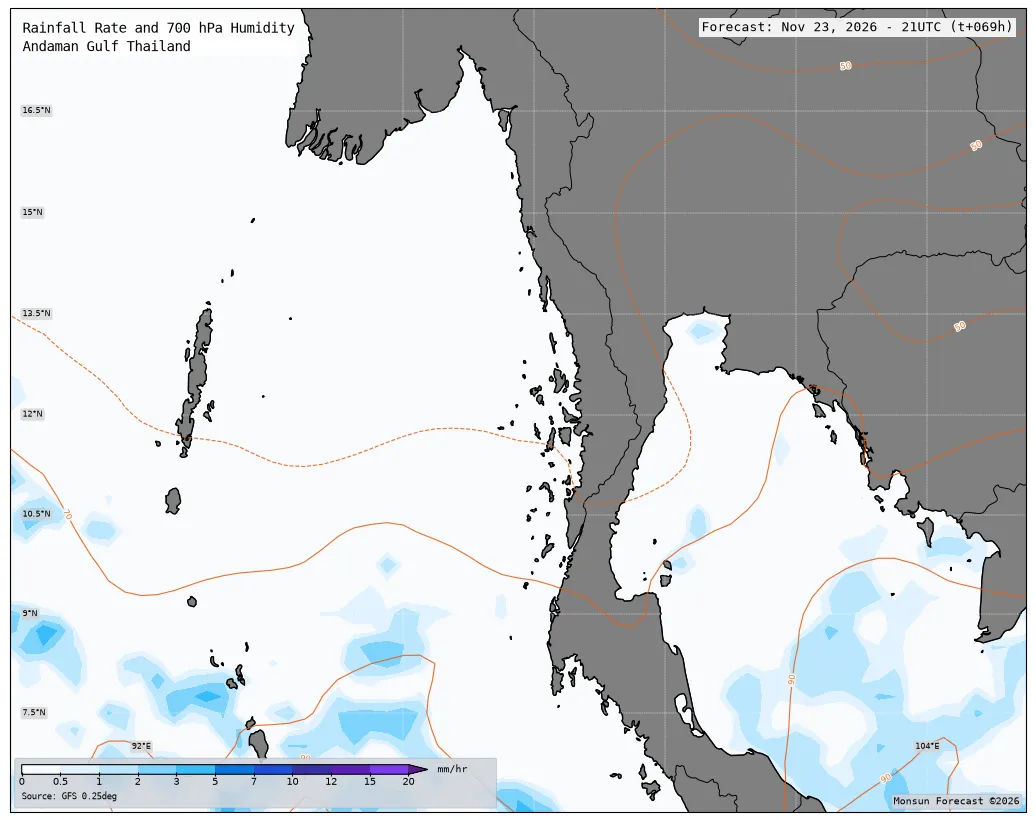 Rainfall Rate and 700 hPa Humidity
Andaman Gulf Thailand
Forecast: Nov 23, 2026 - 21UTC (t+069h)
50
16.5°N
50
15°N
13.5°N
50
12°N
70
10.5°N
9°N
90
7.5°N
92°E
104°E
90
90
0 0.5 1 2 3 5 7 10 12 15 20 mm/hr
Source: GFS 0.25deg
Monsun Forecast ©2026